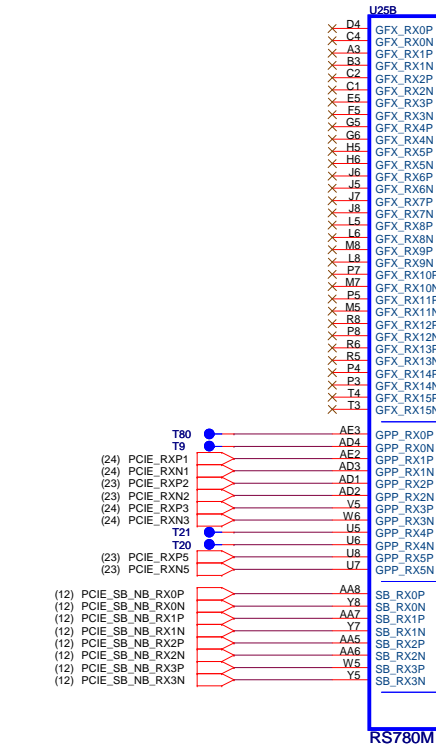 U25B
D4 GFX_RX0P
C4 GFX_RX0N
A3 GFX_RX1P
B3 GFX_RX1N
C2 GFX_RX2P
C1 GFX_RX2N
E5 GFX_RX3P
F5 GFX_RX3N
G5 GFX_RX4P
G6 GFX_RX4N
H5 GFX_RX5P
H6 GFX_RX5N
J6 GFX_RX6P
J5 GFX_RX6N
J7 GFX_RX7P
J8 GFX_RX7N
L5 GFX_RX8P
L6 GFX_RX8N
M8 GFX_RX9P
L8 GFX_RX9N
P7 GFX_RX10P
M7 GFX_RX10N
P5 GFX_RX11P
M5 GFX_RX11N
R8 GFX_RX12P
P8 GFX_RX12N
R6 GFX_RX13P
R5 GFX_RX13N
P4 GFX_RX14P
P3 GFX_RX14N
T4 GFX_RX15P
T3 GFX_RX15N
T80 AE3 GPP_RX0P
T9 AD4 GPP_RX0N
(24) PCIE_RXP1 AE2 GPP_RX1P
(24) PCIE_RXN1 AD3 GPP_RX1N
(23) PCIE_RXP2 AD1 GPP_RX2P
(23) PCIE_RXN2 AD2 GPP_RX2N
(24) PCIE_RXP3 V5 GPP_RX3P
(24) PCIE_RXN3 W6 GPP_RX3N
T21 U5 GPP_RX4P
T20 U6 GPP_RX4N
(23) PCIE_RXP5 U8 GPP_RX5P
(23) PCIE_RXN5 U7 GPP_RX5N
(12) PCIE_SB_NB_RX0P AA8 SB_RX0P
(12) PCIE_SB_NB_RX0N Y8 SB_RX0N
(12) PCIE_SB_NB_RX1P AA7 SB_RX1P
(12) PCIE_SB_NB_RX1N Y7 SB_RX1N
(12) PCIE_SB_NB_RX2P AA5 SB_RX2P
(12) PCIE_SB_NB_RX2N AA6 SB_RX2N
(12) PCIE_SB_NB_RX3P W5 SB_RX3P
(12) PCIE_SB_NB_RX3N Y5 SB_RX3N
RS780M